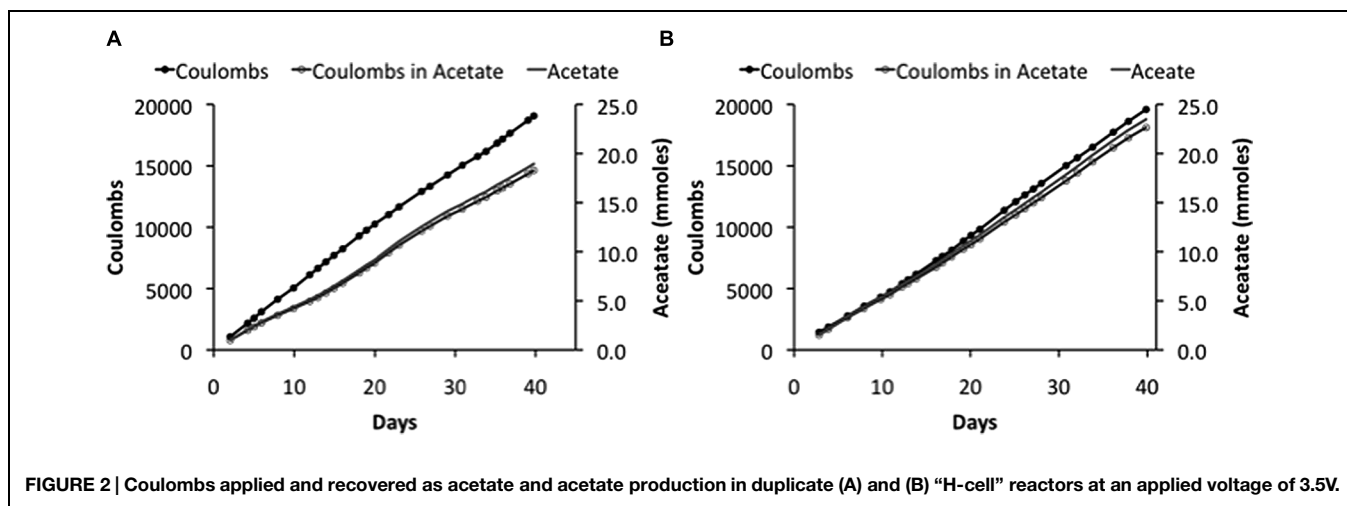 A
Coulombs Coulombs in Acetate Acetate
20000
15000
10000
5000
0
Coulombs
25.0
20.0
15.0
10.0
5.0
0.0
Aceatate (mmoles)
0 10 20 30 40
Days
B
Coulombs Coulombs in Acetate Aceate
20000
15000
10000
5000
0
Coulombs
25.0
20.0
15.0
10.0
5.0
0.0
Aceatate (mmoles)
0 10 20 30 40
Days
FIGURE 2 | Coulombs applied and recovered as acetate and acetate production in duplicate (A) and (B) “H-cell” reactors at an applied voltage of 3.5V.